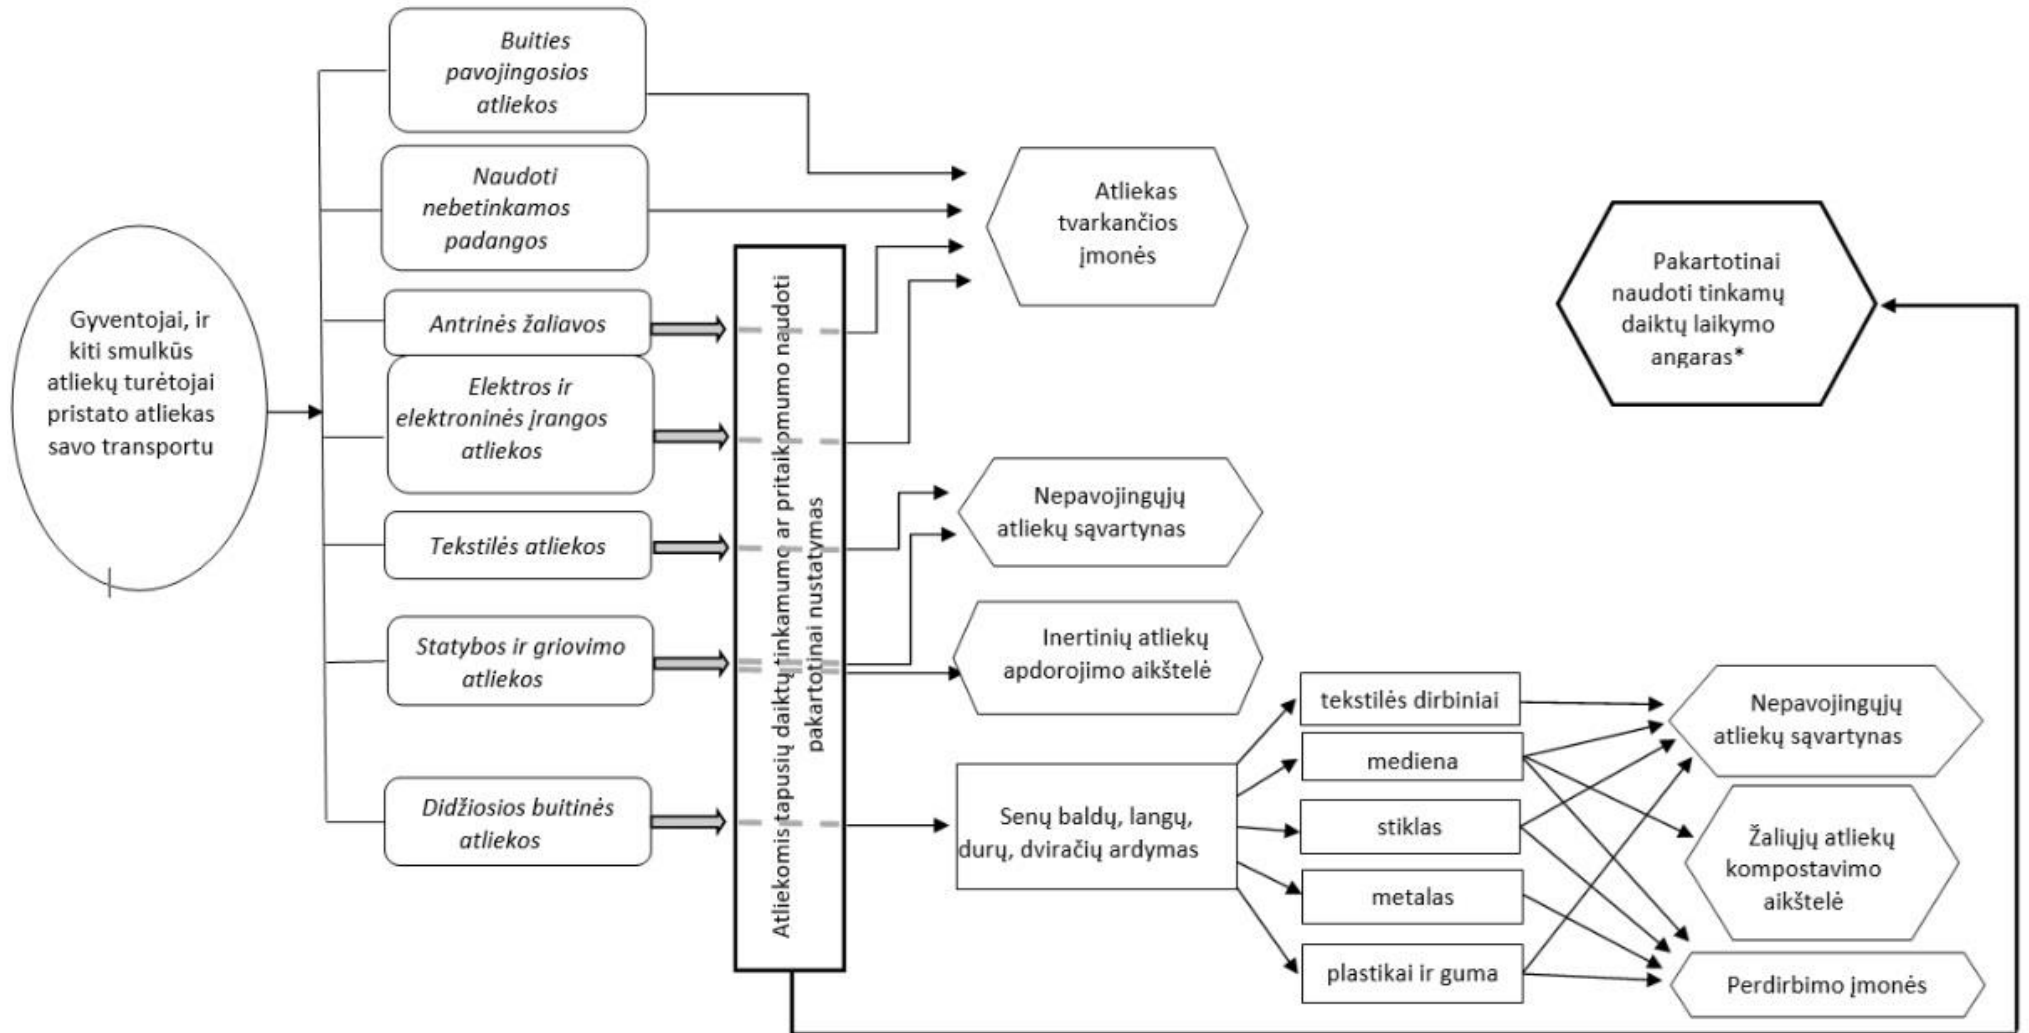 Buities
pavojingosios
atliekos
Naudoti
nebetinkamos
padangos
Antrinės žaliavos
Elektros ir
elektroninės įrangos
atliekos
Tekstilės atliekos
Statybos ir griovimo
atliekos
Didžiosios buitinės
atliekos
Gyventojai, ir
kiti smulkūs
atliekų turėtojai
pristato atliekas
savo transportu
Atliekomis tapusių daiktų tinkamumo ar pritaikomumo naudoti
pakartotinai nustatymas
Atliekas
tvarkančios
įmonės
Nepavojingųjų
atliekų sąvartynas
Inertinių atliekų
apdorojimo aikštelė
Senų baldų, langų,
durų, dviračių ardymas
tekstilės dirbiniai
mediena
stiklas
metalas
plastikai ir guma
Pakartotinai
naudoti tinkamų
daiktų laikymo
angaras*
Nepavojingųjų
atliekų sąvartynas
Žaliųjų atliekų
kompostavimo
aikštelė
Perdirbimo įmonės